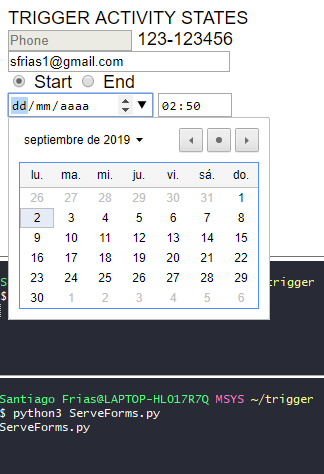 TRIGGER ACTIVITY STATES
Phone 123-123456
sfrias1@gmail.com
Start End
dd/mm/aaaa 02:50
septiembre de 2019
lu. ma. mi. ju. vi. sá. do.
26 27 28 29 30 31 1
2 3 4 5 6 7 8
9 10 11 12 13 14 15
16 17 18 19 20 21 22
23 24 25 26 27 28 29
30 1 2 3 4 5 6
/trigger
$
Santiago Frias@LAPTOP-HL017R7Q MSYS ~/trigger
$ python3 ServeForms.py
ServeForms.py